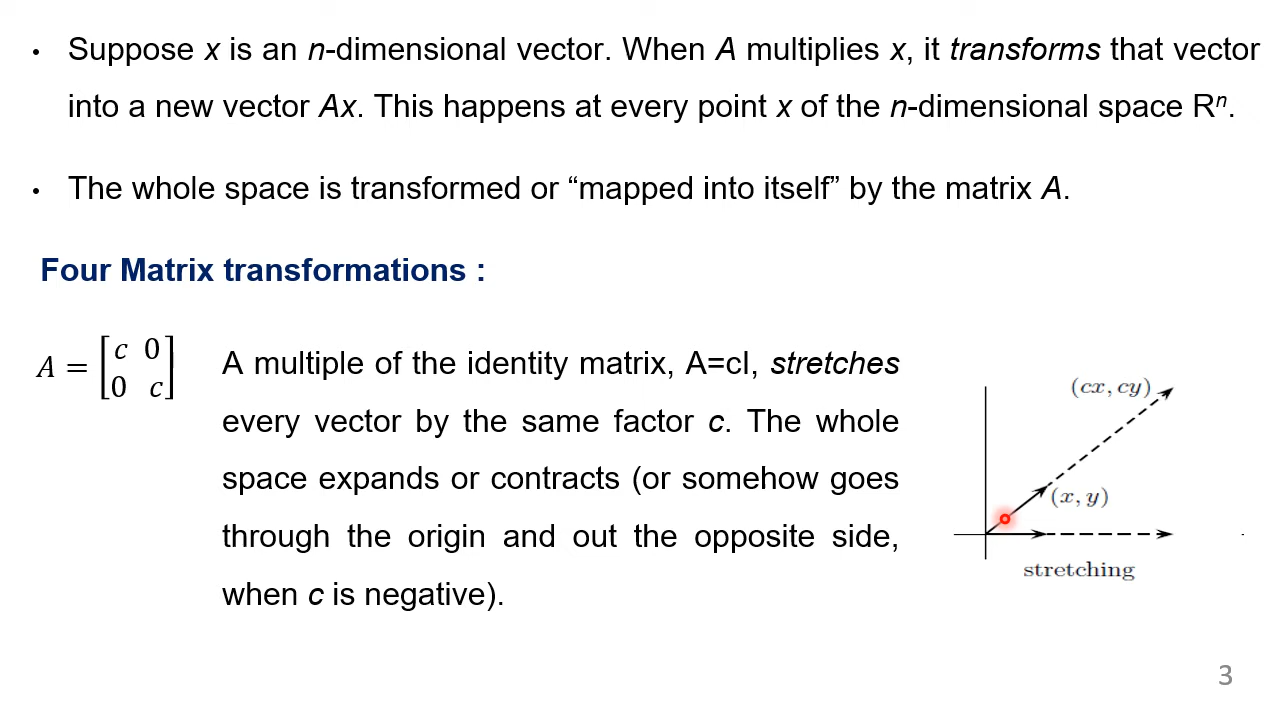 • Suppose x is an n-dimensional vector. When A multiplies x, it transforms that vector
into a new vector Ax. This happens at every point x of the n-dimensional space Rⁿ.
• The whole space is transformed or “mapped into itself” by the matrix A.
Four Matrix transformations :
A = [c 0
0 c]
A multiple of the identity matrix, A=cI, stretches
every vector by the same factor c. The whole
space expands or contracts (or somehow goes
through the origin and out the opposite side,
when c is negative).
(cx, cy)
(x, y)
stretching
3